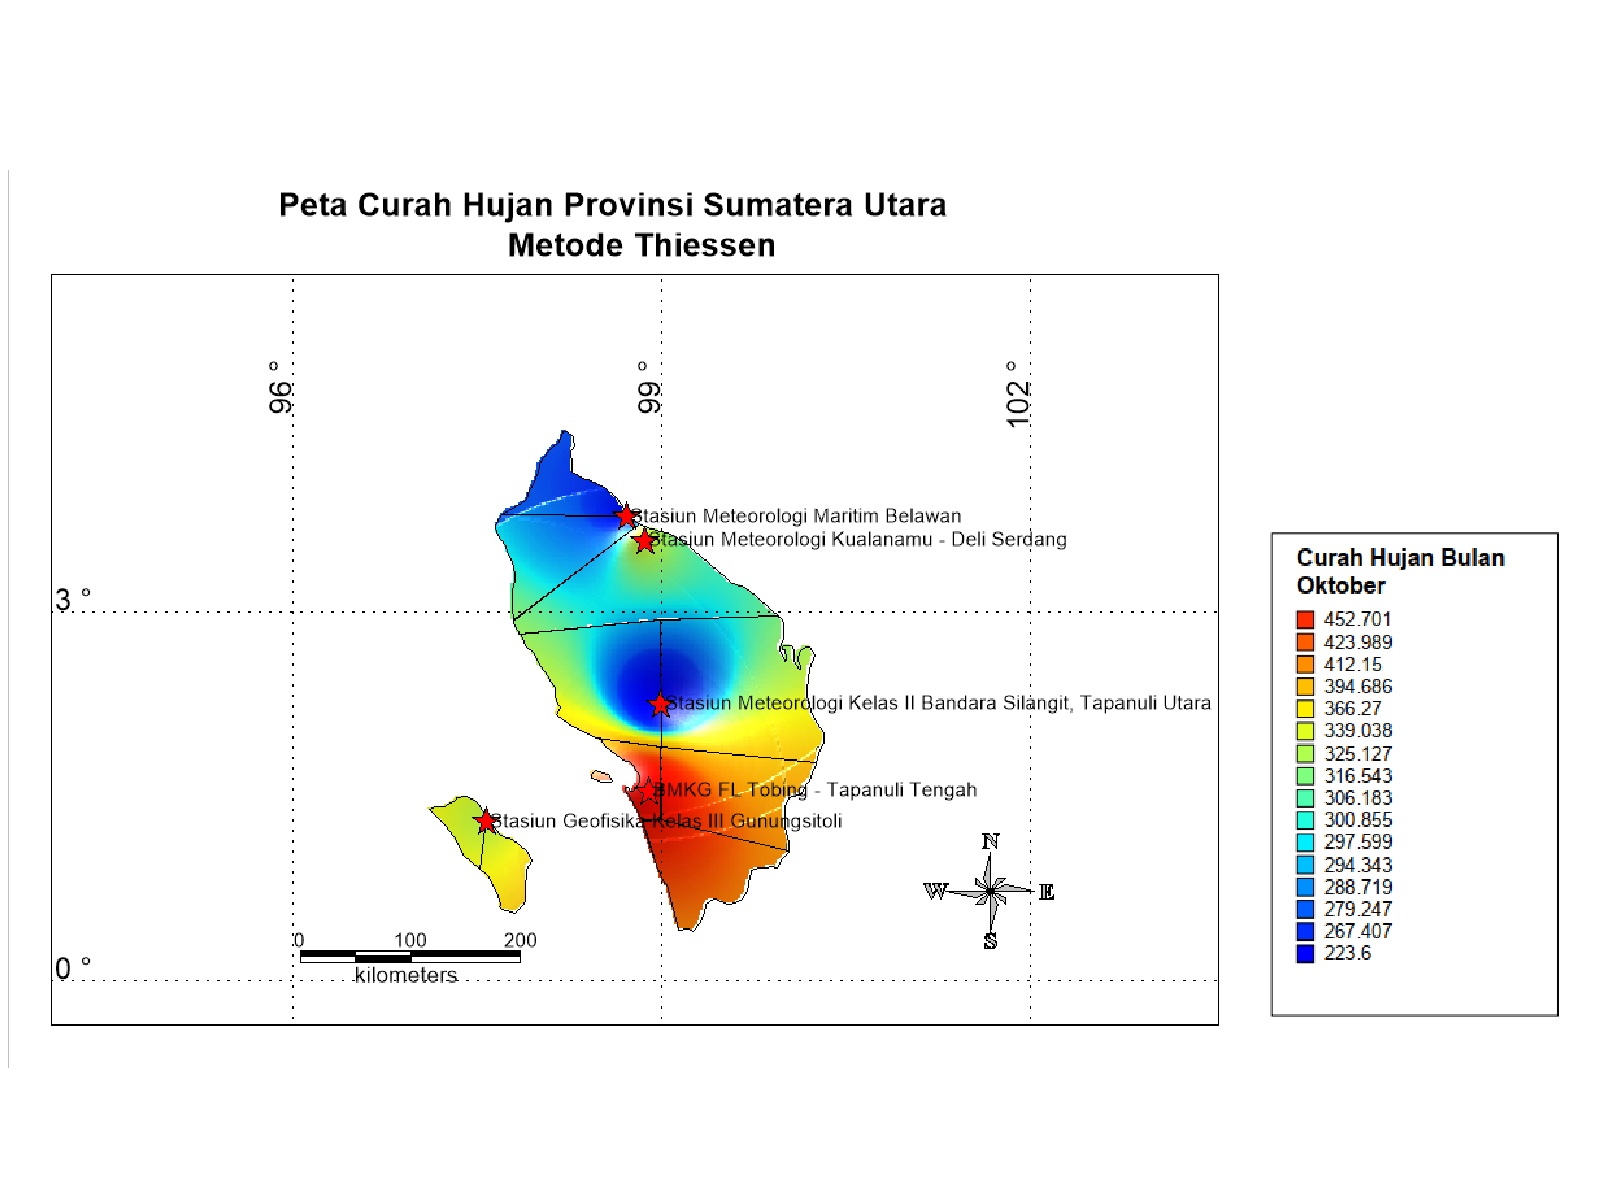 Peta Curah Hujan Provinsi Sumatera Utara
Metode Thiessen
96 °
99 °
102 °
Stasiun Meteorologi Maritim Belawan
Stasiun Meteorologi Kualanamu - Deli Serdang
3 °
Stasiun Meteorologi Kelas II Bandara Silangit, Tapanuli Utara
BMKG FL Tobing - Tapanuli Tengah
Stasiun Geofisika Kelas III Gunungsitoli
N
W
E
S
0 100 200
kilometers
0 °
Curah Hujan Bulan
Oktober
452.701
423.989
412.15
394.686
366.27
339.038
325.127
316.543
306.183
300.855
297.599
294.343
288.719
279.247
267.407
223.6